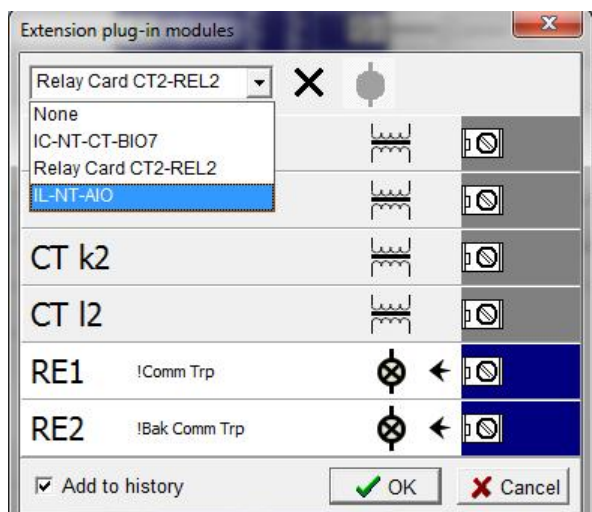 Extension plug-in modules
Relay Card CT2-REL2
None
IC-NT-CT-BIO7
Relay Card CT2-REL2
IL-NT-AIO
CT k2
CT l2
RE1 !Comm Trp
RE2 !Bak Comm Trp
Add to history OK Cancel